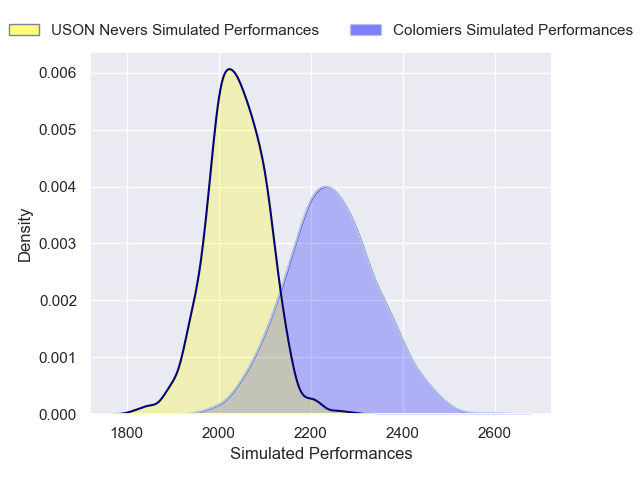 USON Nevers Simulated Performances
Colomiers Simulated Performances
0.006
0.005
0.004
0.003
0.002
0.001
0.000
Density
1800 2000 2200 2400 2600
Simulated Performances